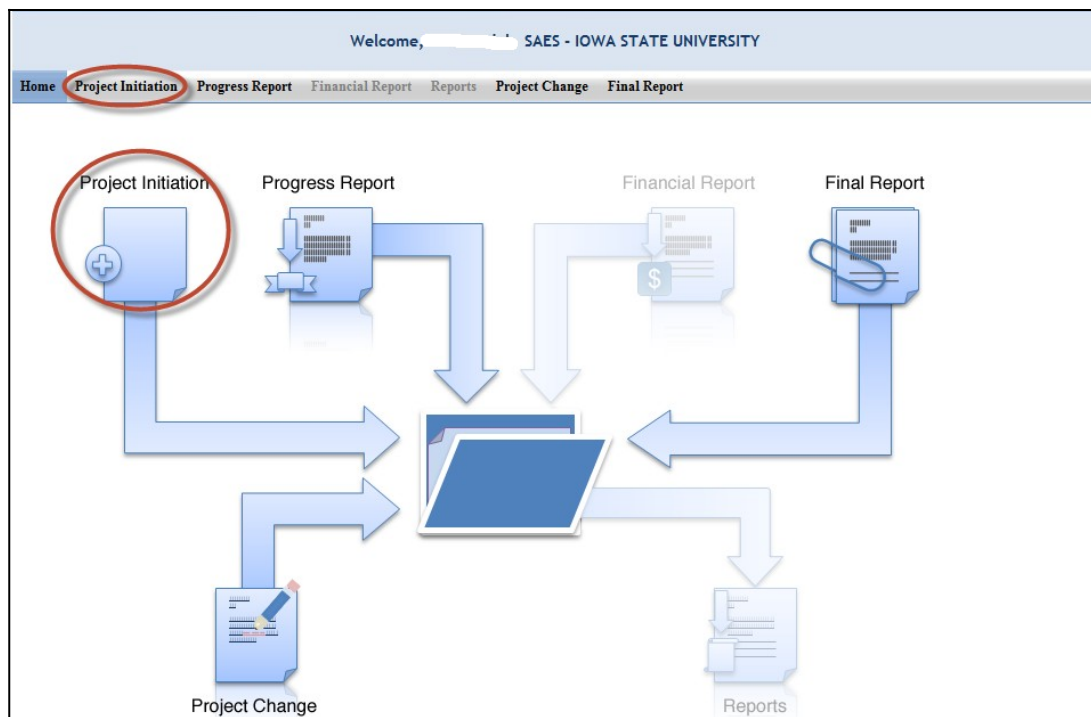 Welcome, SAES - IOWA STATE UNIVERSITY
Home Project Initiation Progress Report Financial Report Reports Project Change Final Report
Project Initiation Progress Report Financial Report Final Report
$
Project Change Reports